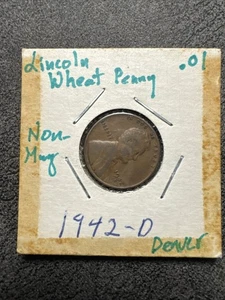 Lincoln .01
Wheat Penny
Non-
Mag
1942-D
Denver